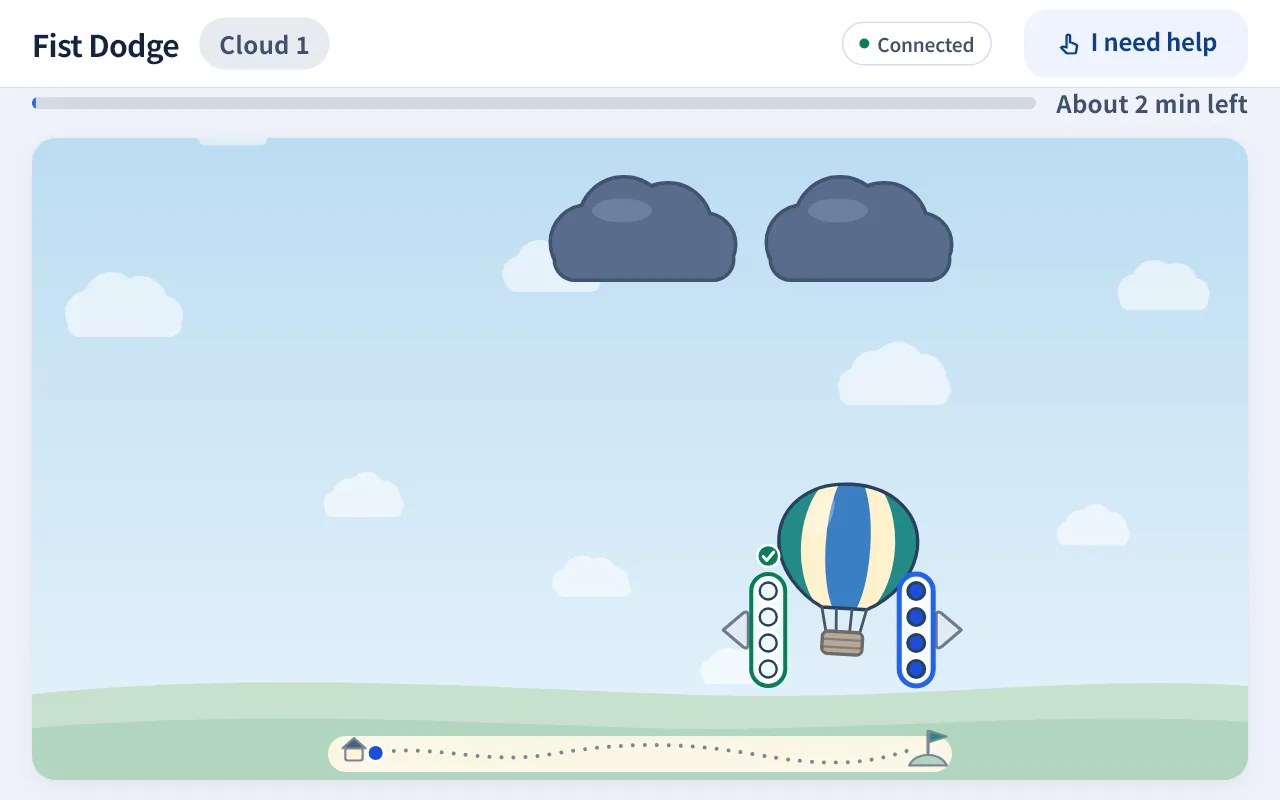 Fist Dodge
Cloud 1
Connected
I need help
About 2 min left